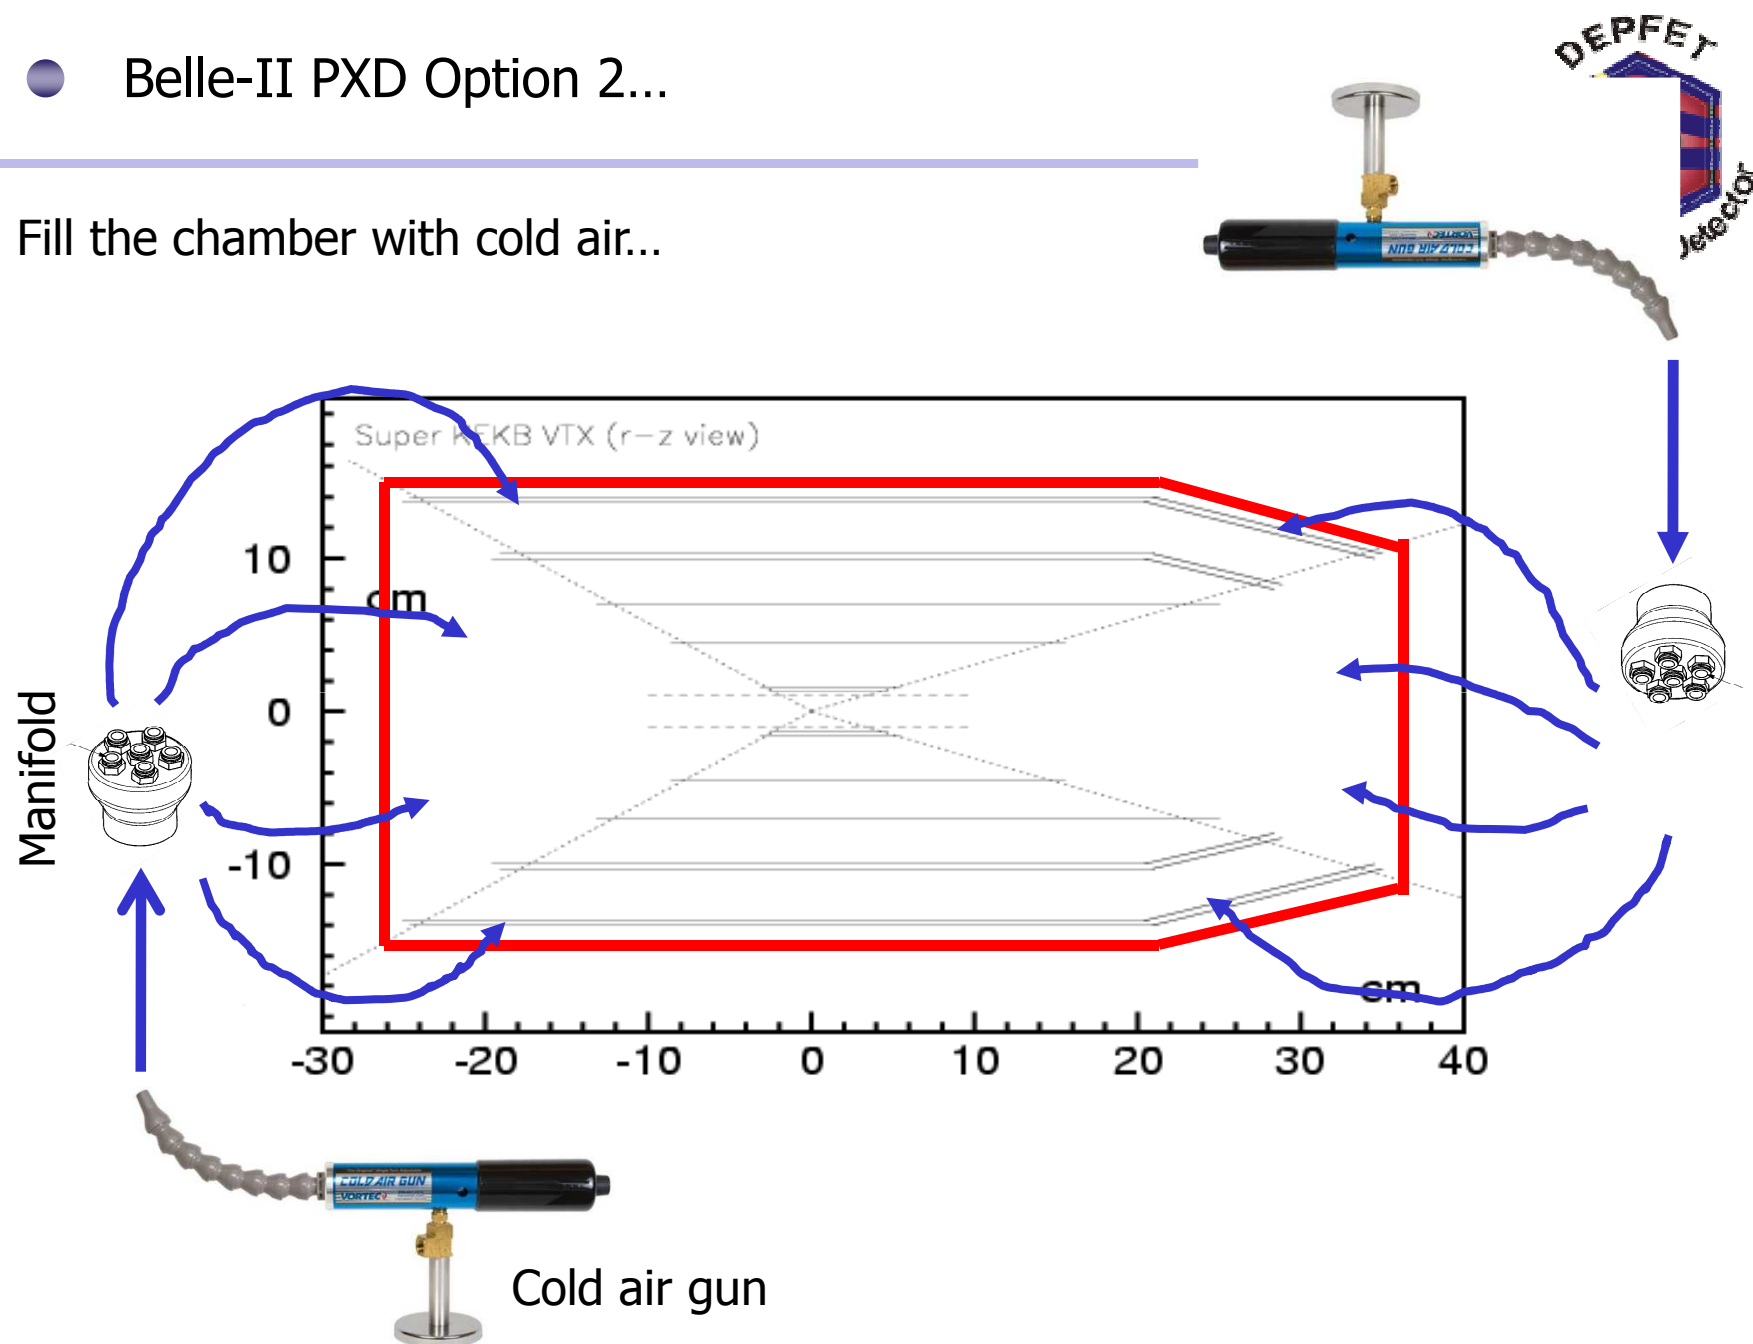 Belle-II PXD Option 2...
DEPFET
Detector
Fill the chamber with cold air...
VORTEC
COLD AIR GUN
Super KEKB VTX (r-z view)
10
cm
0
-10
Manifold
cm
-30 -20 -10 0 10 20 30 40
COLD AIR GUN
VORTEC
Cold air gun